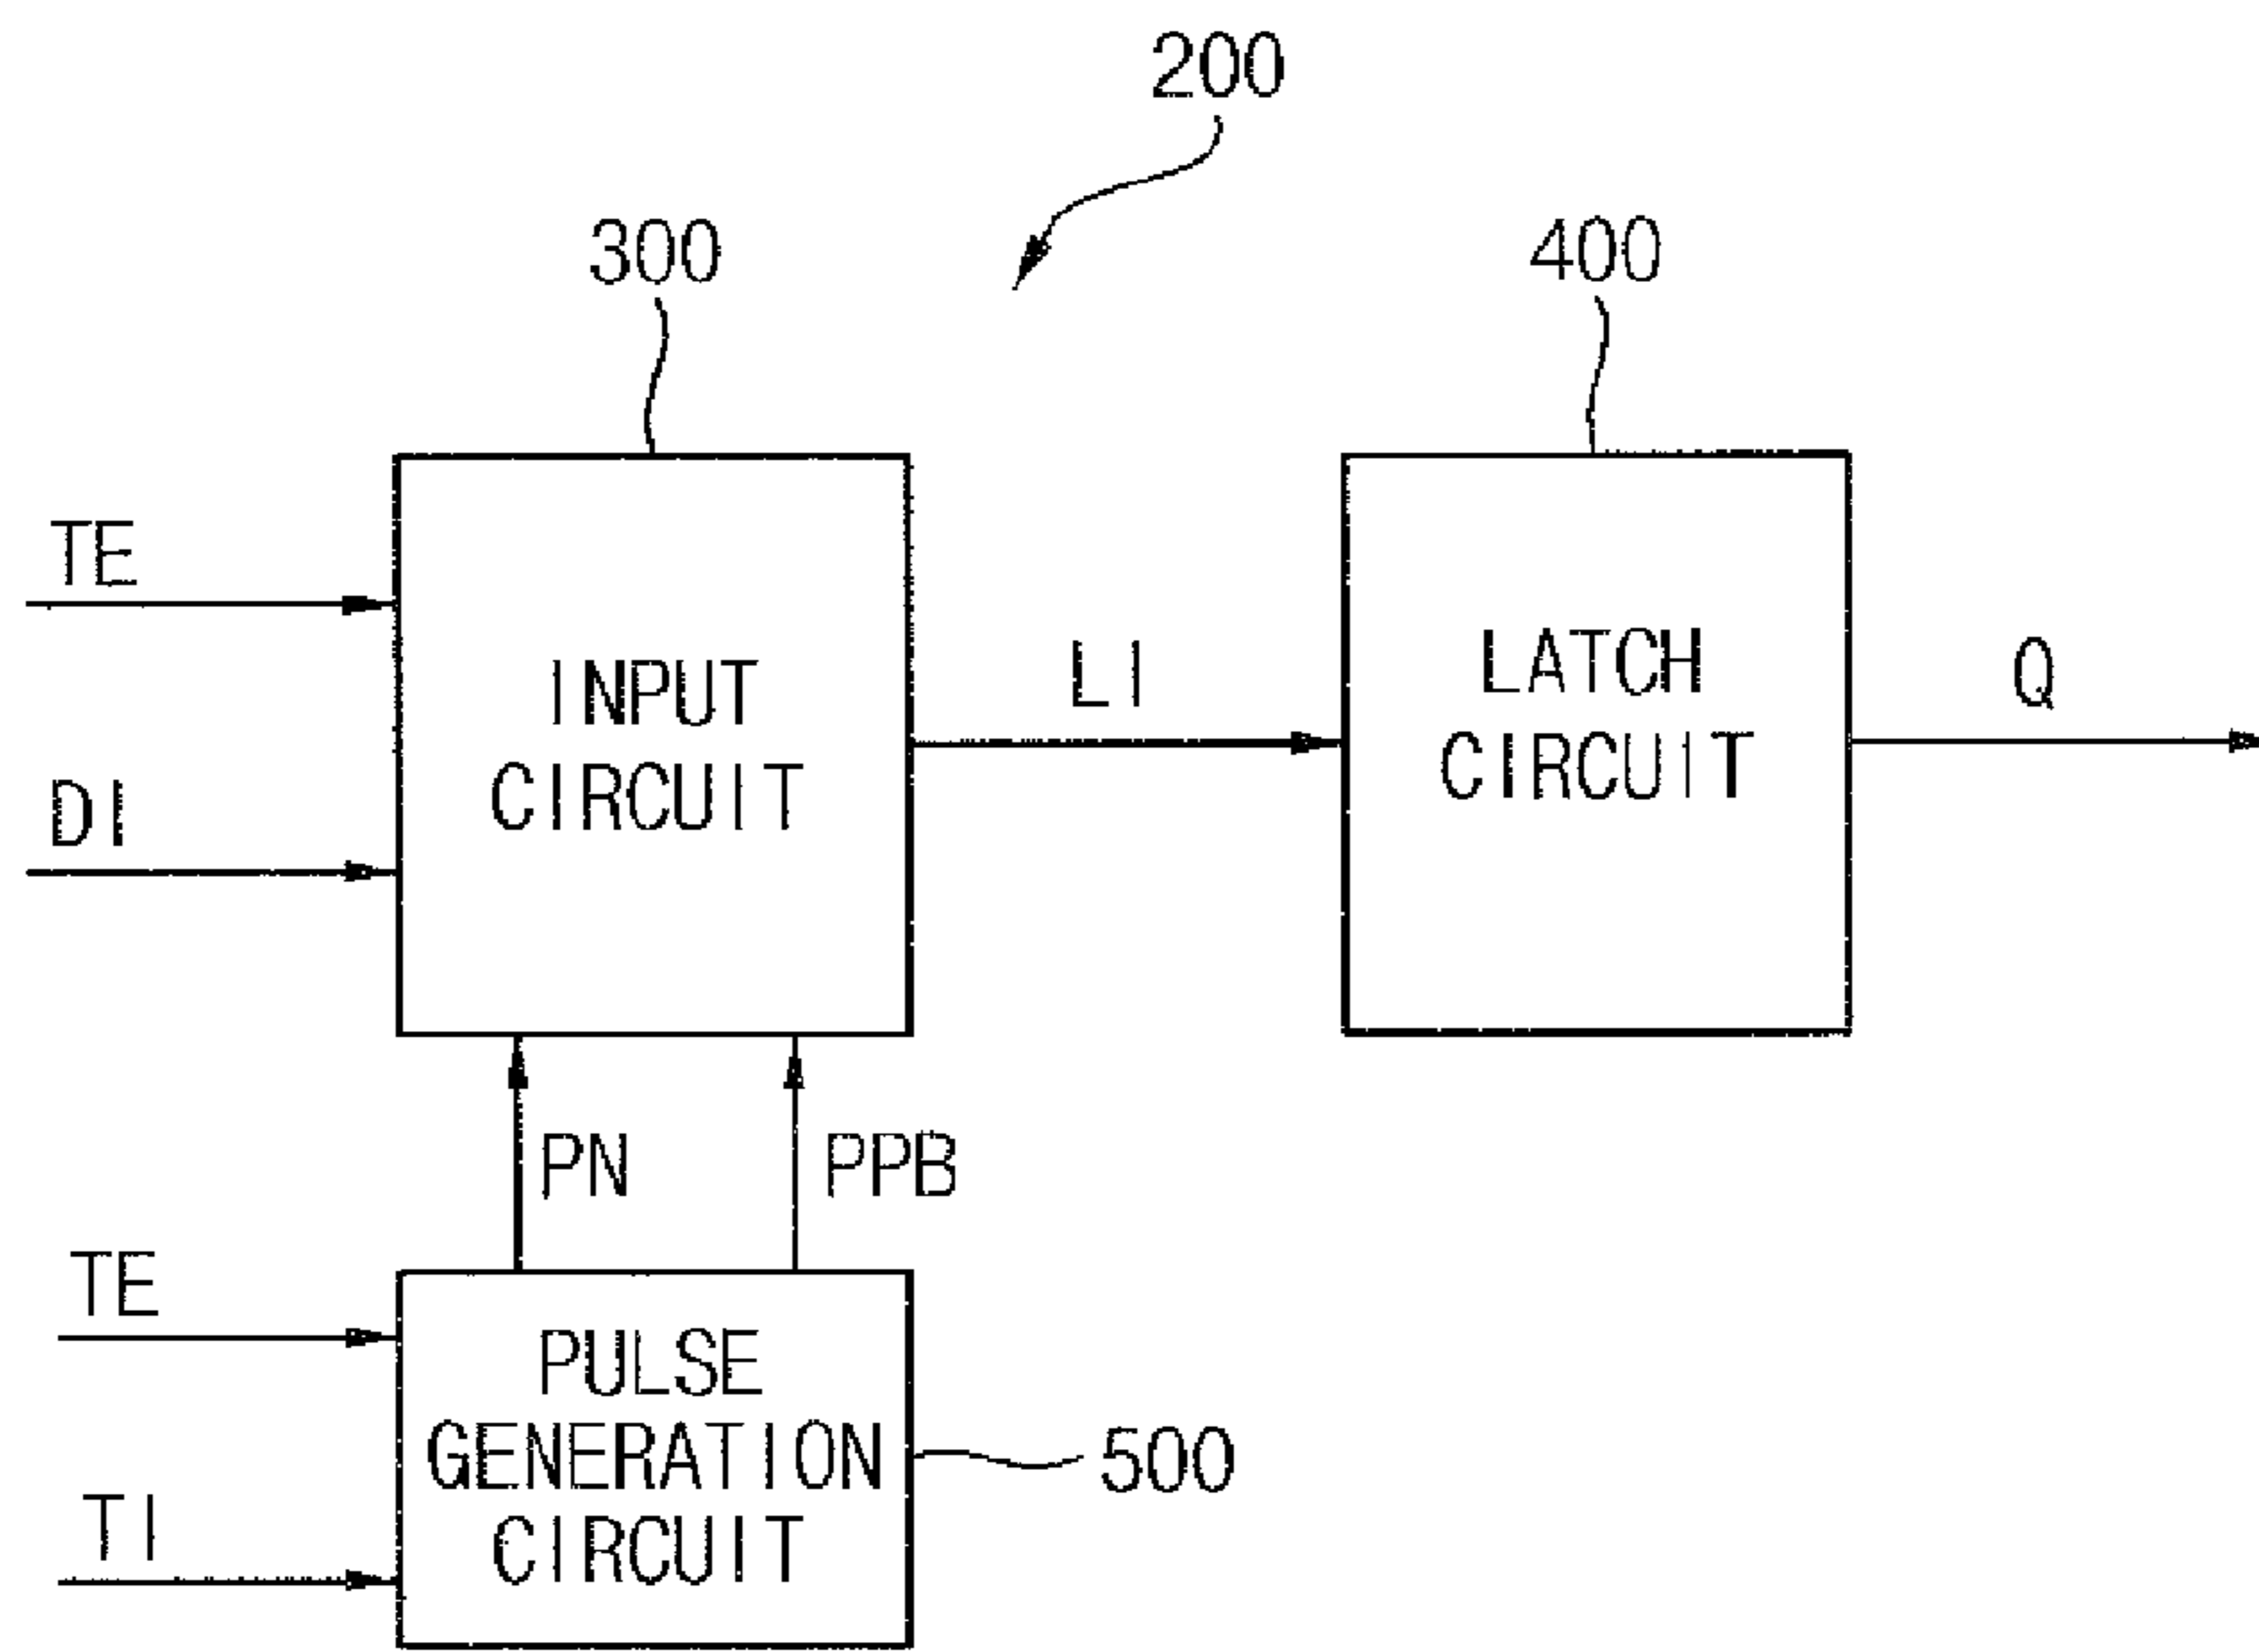 200
300
400
TE
INPUT
CIRCUIT
LI
LATCH
CIRCUIT
Q
DI
PN
PPB
TE
PULSE
GENERATION
CIRCUIT
500
TI